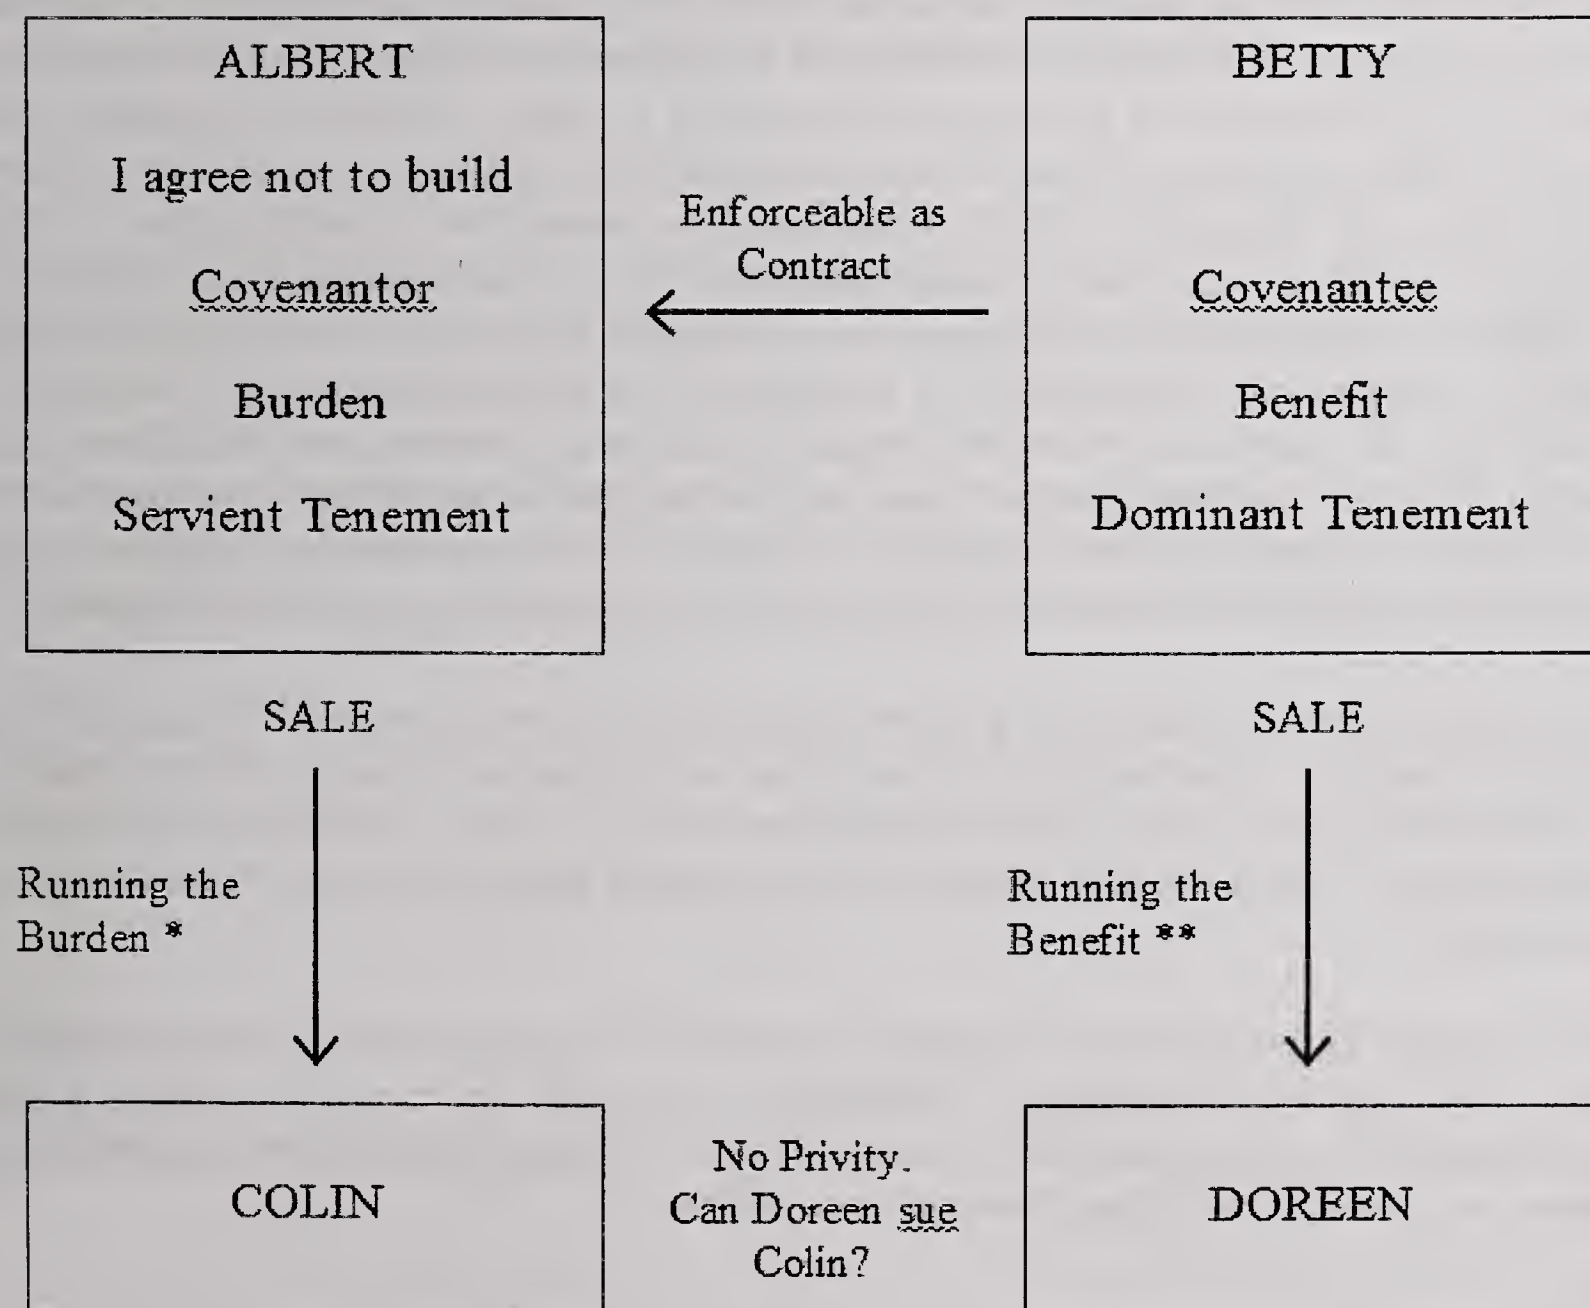 ALBERT
I agree not to build
Covenantor
Burden
Servient Tenement
Enforceable as
Contract
BETTY
Covenantee
Benefit
Dominant Tenement
SALE
Running the
Burden *
SALE
Running the
Benefit **
COLIN
No Privity.
Can Doreen sue
Colin?
DOREEN